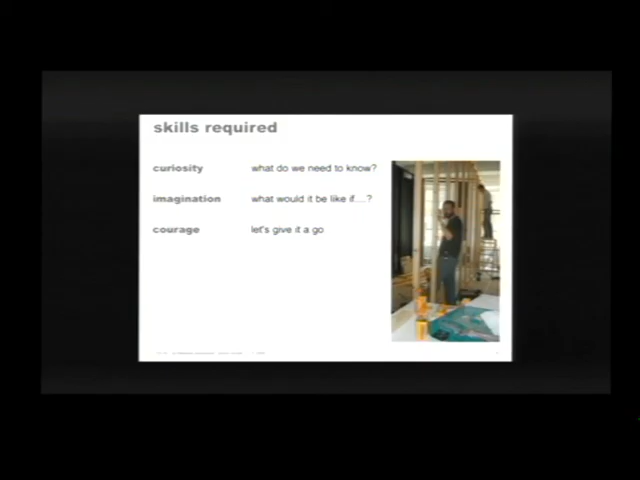 skills required
curiosity what do we need to know?
imagination what would it be like if....?
courage let's give it a go